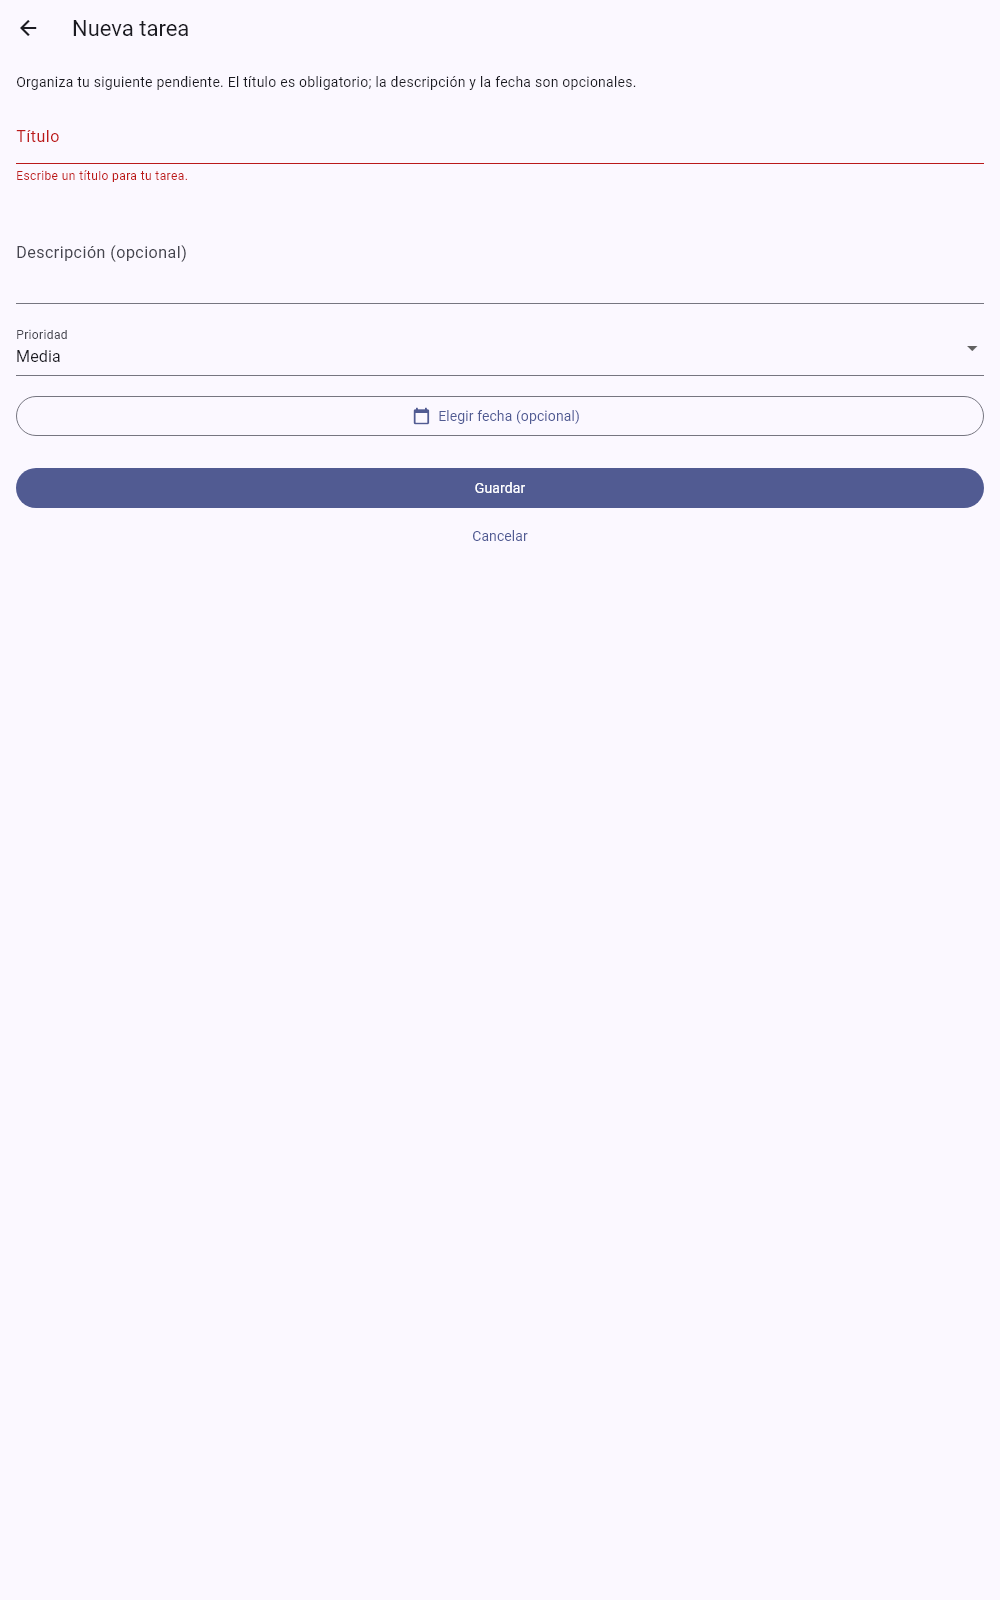 Nueva tarea
Organiza tu siguiente pendiente. El título es obligatorio; la descripción y la fecha son opcionales.
Título
Escribe un título para tu tarea.
Descripción (opcional)
Prioridad
Media
Elegir fecha (opcional)
Guardar
Cancelar